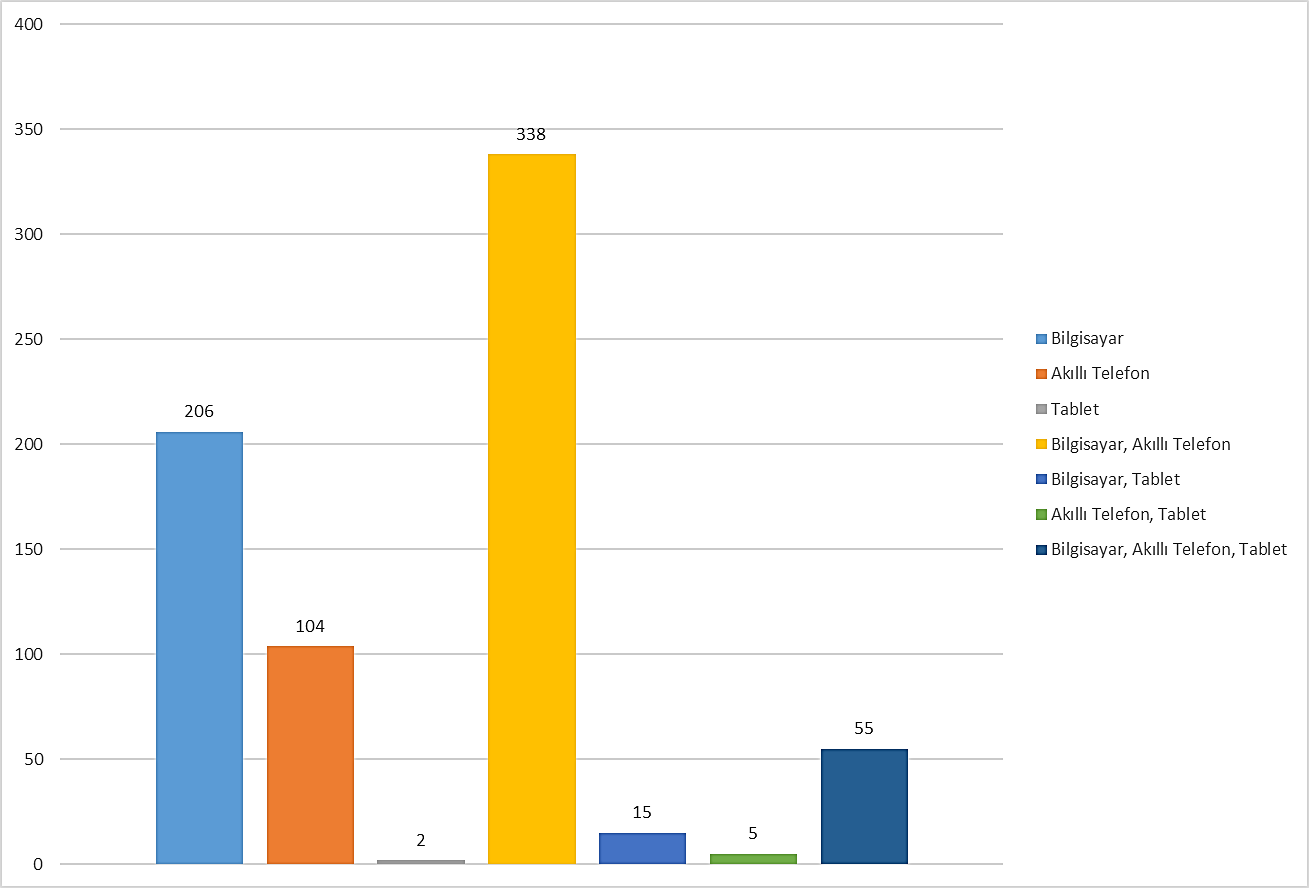 400
350
300
250
200
150
100
50
0
206
104
2
338
15
5
55
Bilgisayar
Akıllı Telefon
Tablet
Bilgisayar, Akıllı Telefon
Bilgisayar, Tablet
Akıllı Telefon, Tablet
Bilgisayar, Akıllı Telefon, Tablet